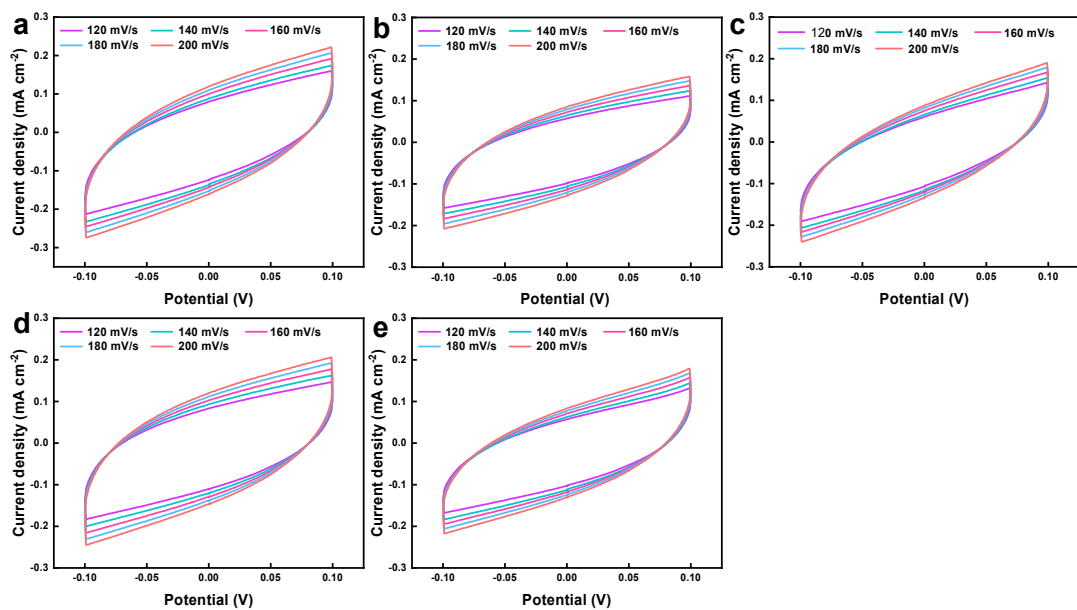 a
120 mV/s 140 mV/s 160 mV/s
180 mV/s 200 mV/s
Current density (mA cm⁻²)
0.3
0.2
0.1
0.0
-0.1
-0.2
-0.3
-0.10 -0.05 0.00 0.05 0.10
Potential (V)
b
120 mV/s 140 mV/s 160 mV/s
180 mV/s 200 mV/s
Current density (mA cm⁻²)
0.3
0.2
0.1
0.0
-0.1
-0.2
-0.3
-0.10 -0.05 0.00 0.05 0.10
Potential (V)
c
120 mV/s 140 mV/s 160 mV/s
180 mV/s 200 mV/s
Current density (mA cm⁻²)
0.3
0.2
0.1
0.0
-0.1
-0.2
-0.3
-0.10 -0.05 0.00 0.05 0.10
Potential (V)
d
120 mV/s 140 mV/s 160 mV/s
180 mV/s 200 mV/s
Current density (mA cm⁻²)
0.3
0.2
0.1
0.0
-0.1
-0.2
-0.3
-0.10 -0.05 0.00 0.05 0.10
Potential (V)
e
120 mV/s 140 mV/s 160 mV/s
180 mV/s 200 mV/s
Current density (mA cm⁻²)
0.3
0.2
0.1
0.0
-0.1
-0.2
-0.3
-0.10 -0.05 0.00 0.05 0.10
Potential (V)